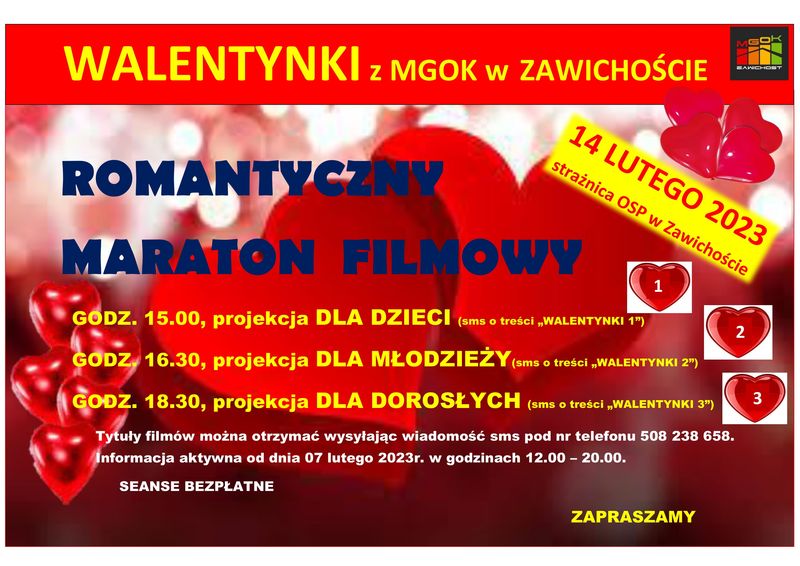 WALENTYNKI z MGOK w ZAWICHOŚCIE
MGOK
ZAWICHOST
14 LUTEGO 2023
strażnica OSP w Zawichoście
ROMANTYCZNY
MARATON FILMOWY
1
GODZ. 15.00, projekcja DLA DZIECI (sms o treści „WALENTYNKI 1”)
2
GODZ. 16.30, projekcja DLA MŁODZIEŻY(sms o treści „WALENTYNKI 2”)
3
GODZ. 18.30, projekcja DLA DOROSŁYCH (sms o treści „WALENTYNKI 3”)
Tytuły filmów można otrzymać wysyłając wiadomość sms pod nr telefonu 508 238 658.
Informacja aktywna od dnia 07 lutego 2023r. w godzinach 12.00 – 20.00.
SEANSE BEZPŁATNE
ZAPRASZAMY